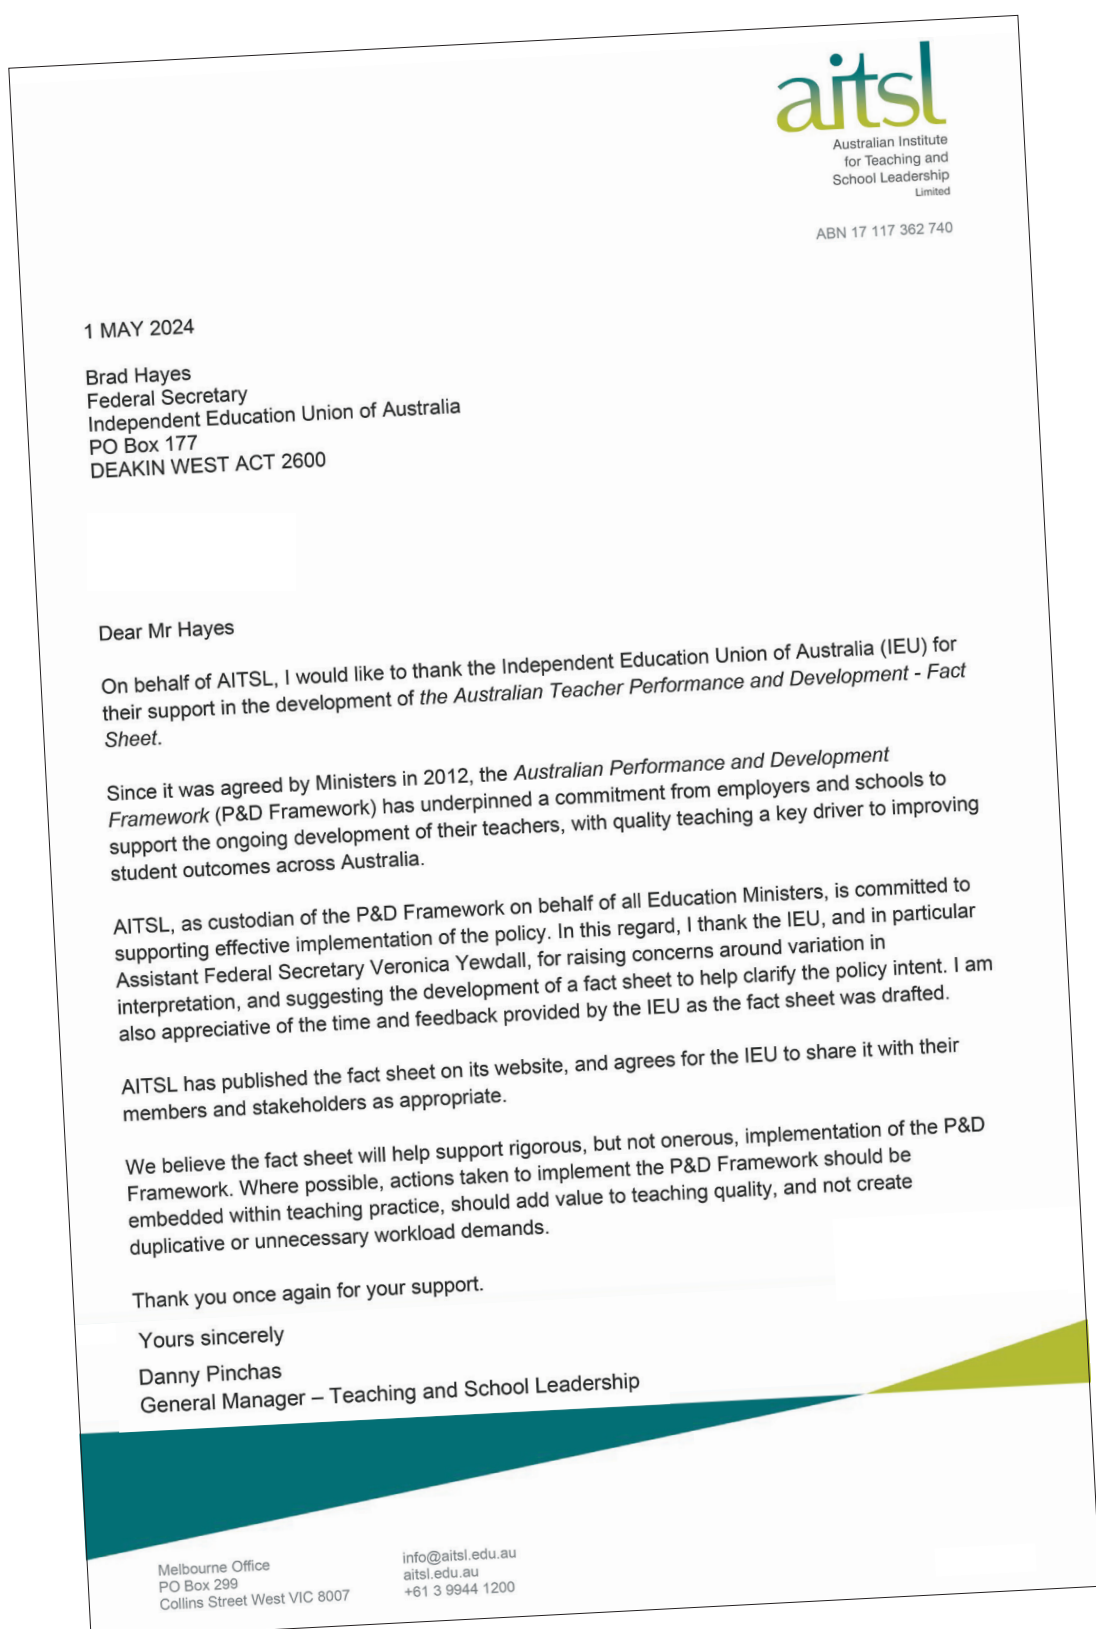 aitsl
Australian Institute
for Teaching and
School Leadership
Limited
ABN 17 117 362 740
1 MAY 2024
Brad Hayes
Federal Secretary
Independent Education Union of Australia
PO Box 177
DEAKIN WEST ACT 2600
Dear Mr Hayes
On behalf of AITSL, I would like to thank the Independent Education Union of Australia (IEU) for
their support in the development of the Australian Teacher Performance and Development - Fact
Sheet.
Since it was agreed by Ministers in 2012, the Australian Performance and Development
Framework (P&D Framework) has underpinned a commitment from employers and schools to
support the ongoing development of their teachers, with quality teaching a key driver to improving
student outcomes across Australia.
AITSL, as custodian of the P&D Framework on behalf of all Education Ministers, is committed to
supporting effective implementation of the policy. In this regard, I thank the IEU, and in particular
Assistant Federal Secretary Veronica Yewdall, for raising concerns around variation in
interpretation, and suggesting the development of a fact sheet to help clarify the policy intent. I am
also appreciative of the time and feedback provided by the IEU as the fact sheet was drafted.
AITSL has published the fact sheet on its website, and agrees for the IEU to share it with their
members and stakeholders as appropriate.
We believe the fact sheet will help support rigorous, but not onerous, implementation of the P&D
Framework. Where possible, actions taken to implement the P&D Framework should be
embedded within teaching practice, should add value to teaching quality, and not create
duplicative or unnecessary workload demands.
Thank you once again for your support.
Yours sincerely
Danny Pinchas
General Manager – Teaching and School Leadership
Melbourne Office
PO Box 299
Collins Street West VIC 8007
info@aitsl.edu.au
aitsl.edu.au
+61 3 9944 1200